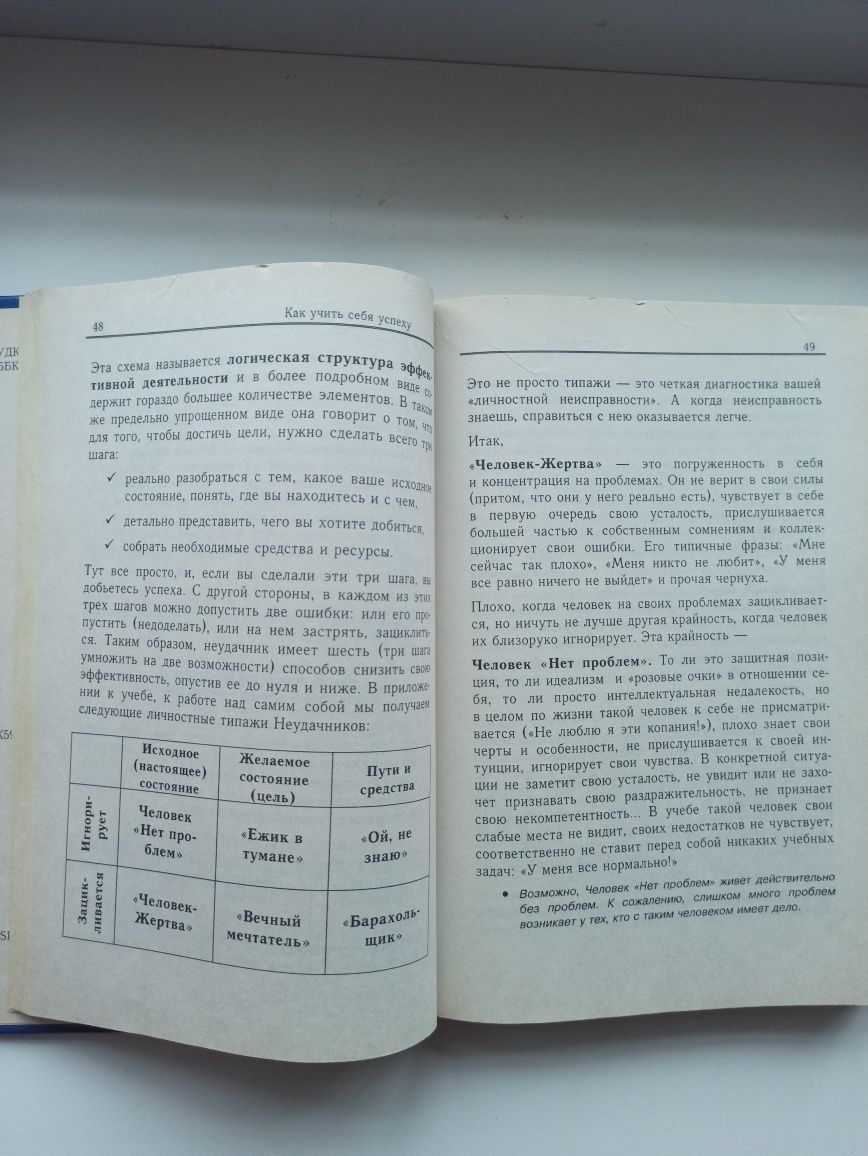 48
Как учить себя успеху
Эта схема называется логическая структура эффек-
тивной деятельности и в более подробном виде со-
держит гораздо большее количестве элементов. В таком
же предельно упрощенном виде она говорит о том, что
для того, чтобы достичь цели, нужно сделать всего три
шага:
✓ реально разобраться с тем, какое ваше исходное
состояние, понять, где вы находитесь и с чем,
✓ детально представить, чего вы хотите добиться,
✓ собрать необходимые средства и ресурсы.
Тут все просто, и, если вы сделали эти три шага, вы
добьетесь успеха. С другой стороны, в каждом из этих
трех шагов можно допустить две ошибки: или его про-
пустить (недоделать), или на нем застрять, зациклить-
ся. Таким образом, неудачник имеет шесть (три шага
умножить на две возможности) способов снизить свою
эффективность, опустив ее до нуля и ниже. В приложе-
нии к учебе, к работе над самим собой мы получаем
следующие личностные типажи Неудачников:
Исходное
(настоящее)
состояние
Желаемое
состояние
(цель)
Пути и
средства
Игнори-
рует
Человек
«Нет про-
блем»
«Ежик в
тумане»
«Ой, не
знаю»
Зацик-
ливается
«Человек-
Жертва»
«Вечный
мечтатель»
«Барахоль-
щик»
49
Это не просто типажи — это четкая диагностика вашей
«личностной неисправности». А когда неисправность
знаешь, справиться с нею оказывается легче.
Итак,
«Человек-Жертва» — это погруженность в себя
и концентрация на проблемах. Он не верит в свои силы
(притом, что они у него реально есть), чувствует в себе
в первую очередь свою усталость, прислушивается
большей частью к собственным сомнениям и коллек-
ционирует свои ошибки. Его типичные фразы: «Мне
сейчас так плохо», «Меня никто не любит», «У меня
все равно ничего не выйдет» и прочая чернуха.
Плохо, когда человек на своих проблемах зацикливает-
ся, но ничуть не лучше другая крайность, когда человек
их близоруко игнорирует. Эта крайность —
Человек «Нет проблем». То ли это защитная пози-
ция, то ли идеализм и «розовые очки» в отношении се-
бя, то ли просто интеллектуальная недалекость, но
в целом по жизни такой человек к себе не присматри-
вается («Не люблю я эти копания!»), плохо знает свои
черты и особенности, не прислушивается к своей ин-
туиции, игнорирует свои чувства. В конкретной ситуа-
ции не заметит свою усталость, не увидит или не захо-
чет признавать свою раздражительность, не признает
свою некомпетентность... В учебе такой человек свои
слабые места не видит, своих недостатков не чувствует,
соответственно не ставит перед собой никаких учебных
задач: «У меня все нормально!»
• Возможно, Человек «Нет проблем» живет действительно
без проблем. К сожалению, слишком много проблем
возникает у тех, кто с таким человеком имеет дело.
УДК
ББК